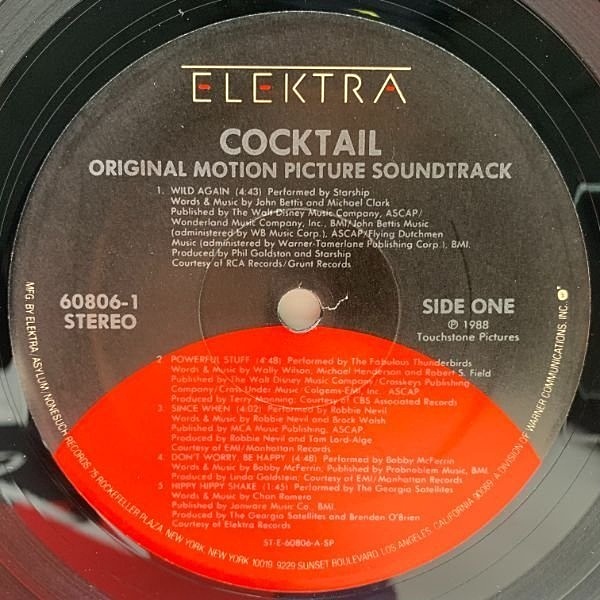 ELEKTRA
COCKTAIL
ORIGINAL MOTION PICTURE SOUNDTRACK
1. WILD AGAIN (4:43) Performed by Starship
Words & Music by John Bettis and Michael Clark
Published by The Walt Disney Music Company, ASCAP/
Wonderland Music Company, Inc., BMI/John Bettis Music
(administered by WB Music Corp.), ASCAP/Flying Dutchmen
Music (administered by Warner-Tamerlane Publishing Corp.), BMI.
Produced by Phil Galdston and Starship
Courtesy of RCA Records/Grunt Records
60806-1
STEREO
SIDE ONE
℗ 1988
Touchstone Pictures
2. POWERFUL STUFF (4:48) Performed by The Fabulous Thunderbirds
Words & Music by Wally Wilson, Michael Henderson and Robert S. Field
Published by The Walt Disney Music Company/Crosskeys Publishing
Company/Cross Under Music/Colgems-EMI, Inc. ASCAP
Produced by Terry Manning; Courtesy of CBS Associated Records
3. SINCE WHEN (4:02) Performed by Robbie Nevil
Words & Music by Robbie Nevil and Brock Walsh
Published by MCA Music Publishing, ASCAP.
Produced by Robbie Nevil and Tom Lord-Alge
Courtesy of EMI/Manhattan Records
4. DON'T WORRY, BE HAPPY (4:48) Performed by Bobby McFerrin
Words & Music by Bobby McFerrin; Published by Probnoblem Music, BMI.
Produced by Linda Goldstein; Courtesy of EMI/Manhattan Records
5. HIPPY HIPPY SHAKE (1:45) Performed by The Georgia Satellites
Words & Music by Chan Romero
Published by Jonware Music Co. BMI.
Produced by The Georgia Satellites and Brenden O'Brien
Courtesy of Elektra Records
ST-E-60806-A-SP
MFG. BY ELEKTRA/ASYLUM/NONESUCH RECORDS, 75 ROCKEFELLER PLAZA, NEW YORK, NEW YORK 10019 9229 SUNSET BOULEVARD, LOS ANGELES, CALIFORNIA 90069. A DIVISION OF WARNER COMMUNICATIONS, INC.